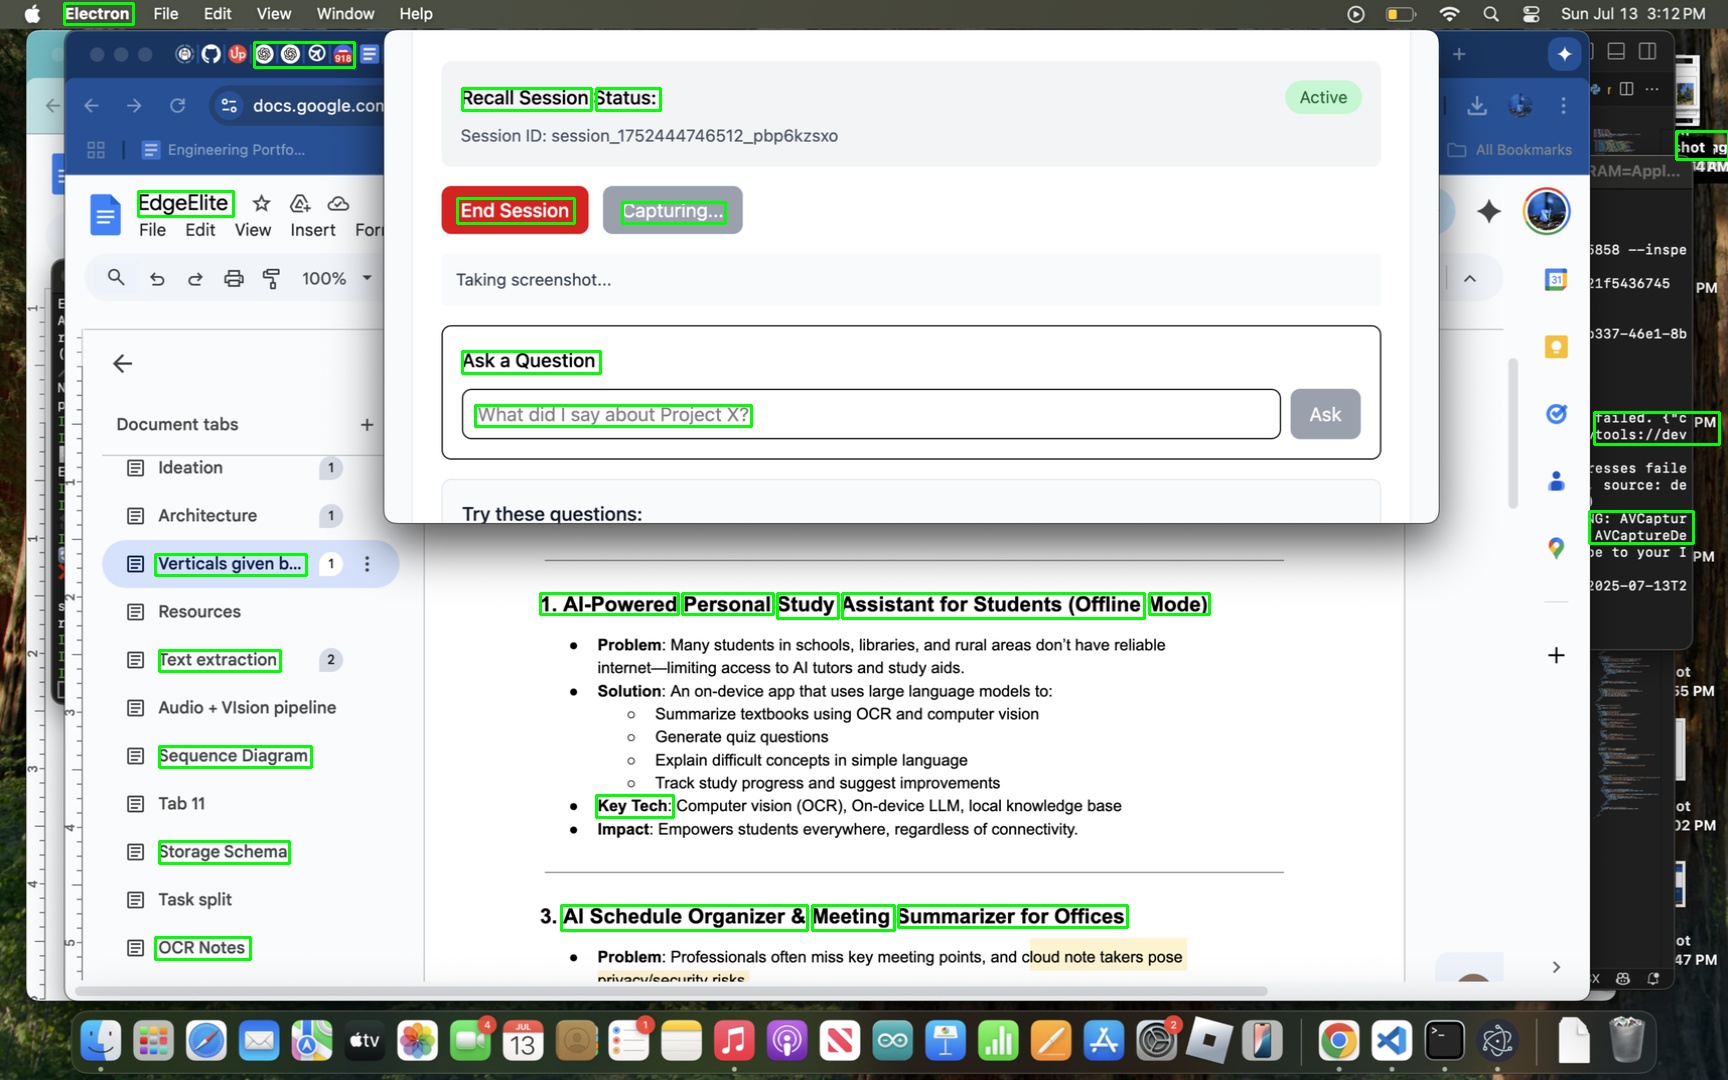 Electron File Edit View Window Help
Sun Jul 13 3:12 PM
Up
918
docs.google.con
Engineering Portfo...
All Bookmarks
Recall Session Status:
Active
Session ID: session_1752444746512_pbp6kzsxo
End Session
Capturing...
Taking screenshot...
Ask a Question
What did I say about Project X?
Ask
Try these questions:
EdgeElite
File Edit View Insert
100%
Document tabs
Ideation 1
Architecture 1
Verticals given b... 1
Resources
Text extraction 2
Audio + VIsion pipeline
Sequence Diagram
Tab 11
Storage Schema
Task split
OCR Notes
1. AI-Powered Personal Study Assistant for Students (Offline Mode)
Problem: Many students in schools, libraries, and rural areas don't have reliable
internet—limiting access to AI tutors and study aids.
Solution: An on-device app that uses large language models to:
Summarize textbooks using OCR and computer vision
Generate quiz questions
Explain difficult concepts in simple language
Track study progress and suggest improvements
Key Tech: Computer vision (OCR), On-device LLM, local knowledge base
Impact: Empowers students everywhere, regardless of connectivity.
3. AI Schedule Organizer & Meeting Summarizer for Offices
Problem: Professionals often miss key meeting points, and cloud note takers pose
privacy/security risks
31
RAM=Appl...
5858 --inspe
21f5436745
PM
b337-46e1-8b
failed. {"c
PM
tools://dev
resses faile
source: de
NG: AVCaptur
AVCaptureDe
be to your I
PM
2025-07-13T2
ot
55 PM
ot
02 PM
ot
47 PM
4
JUL
13
1
tv
2